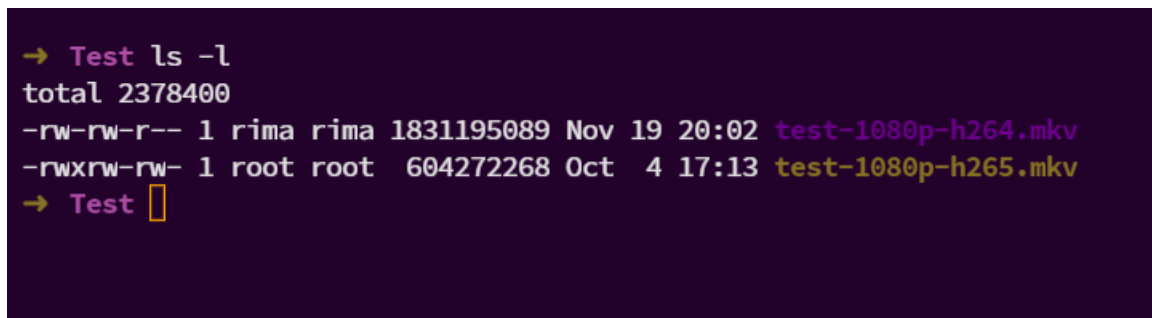 → Test ls -l
total 2378400
-rw-rw-r-- 1 rima rima 1831195089 Nov 19 20:02 test-1080p-h264.mkv
-rwxrw-rw- 1 root root  604272268 Oct  4 17:13 test-1080p-h265.mkv
→ Test